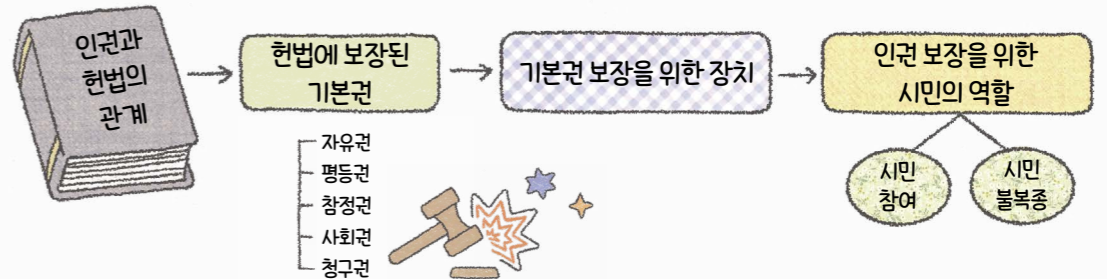 인권과
헌법의
관계
헌법에 보장된
기본권
자유권
평등권
참정권
사회권
청구권
기본권 보장을 위한 장치
인권 보장을 위한
시민의 역할
시민
참여
시민
불복종